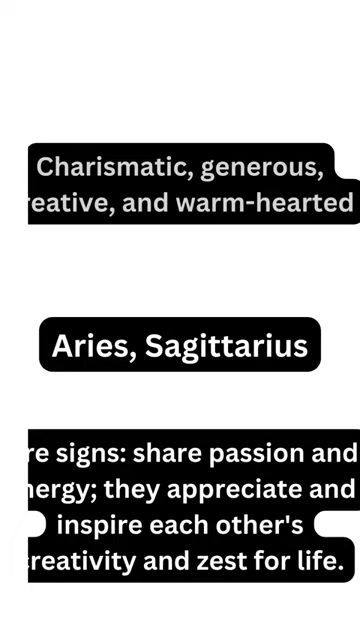 Charismatic, generous,
reative, and warm-hearted
Aries, Sagittarius
re signs: share passion and
nergy; they appreciate and
inspire each other's
creativity and zest for life.